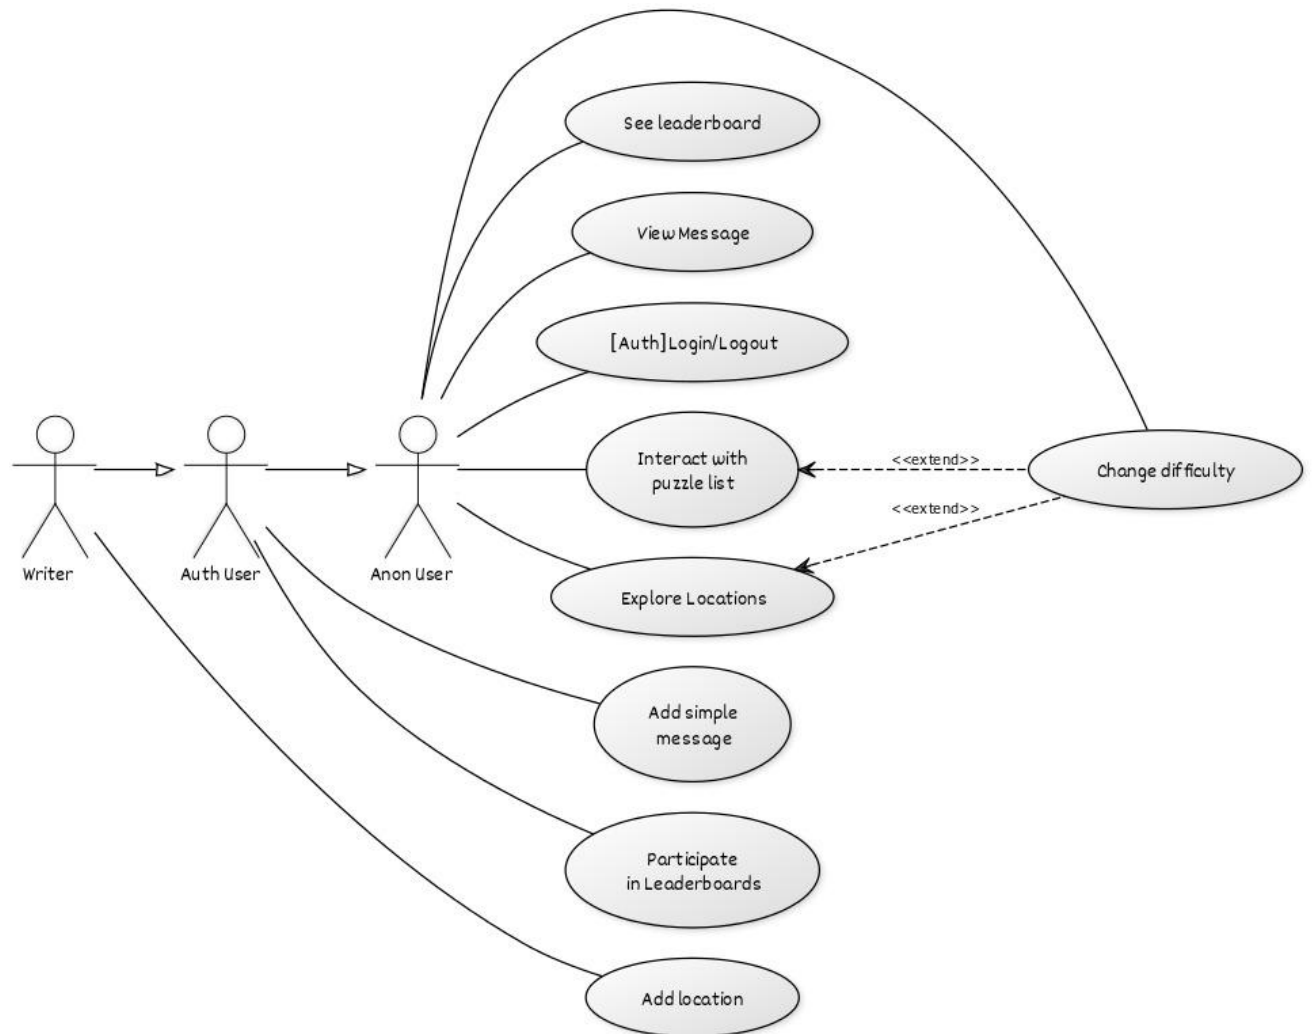 See leaderboard
View Message
[Auth]Login/Logout
Interact with
puzzle list
<<extend>>
Change difficulty
<<extend>>
Writer
Auth User
Anon User
Explore Locations
Add simple
message
Participate
in Leaderboards
Add location